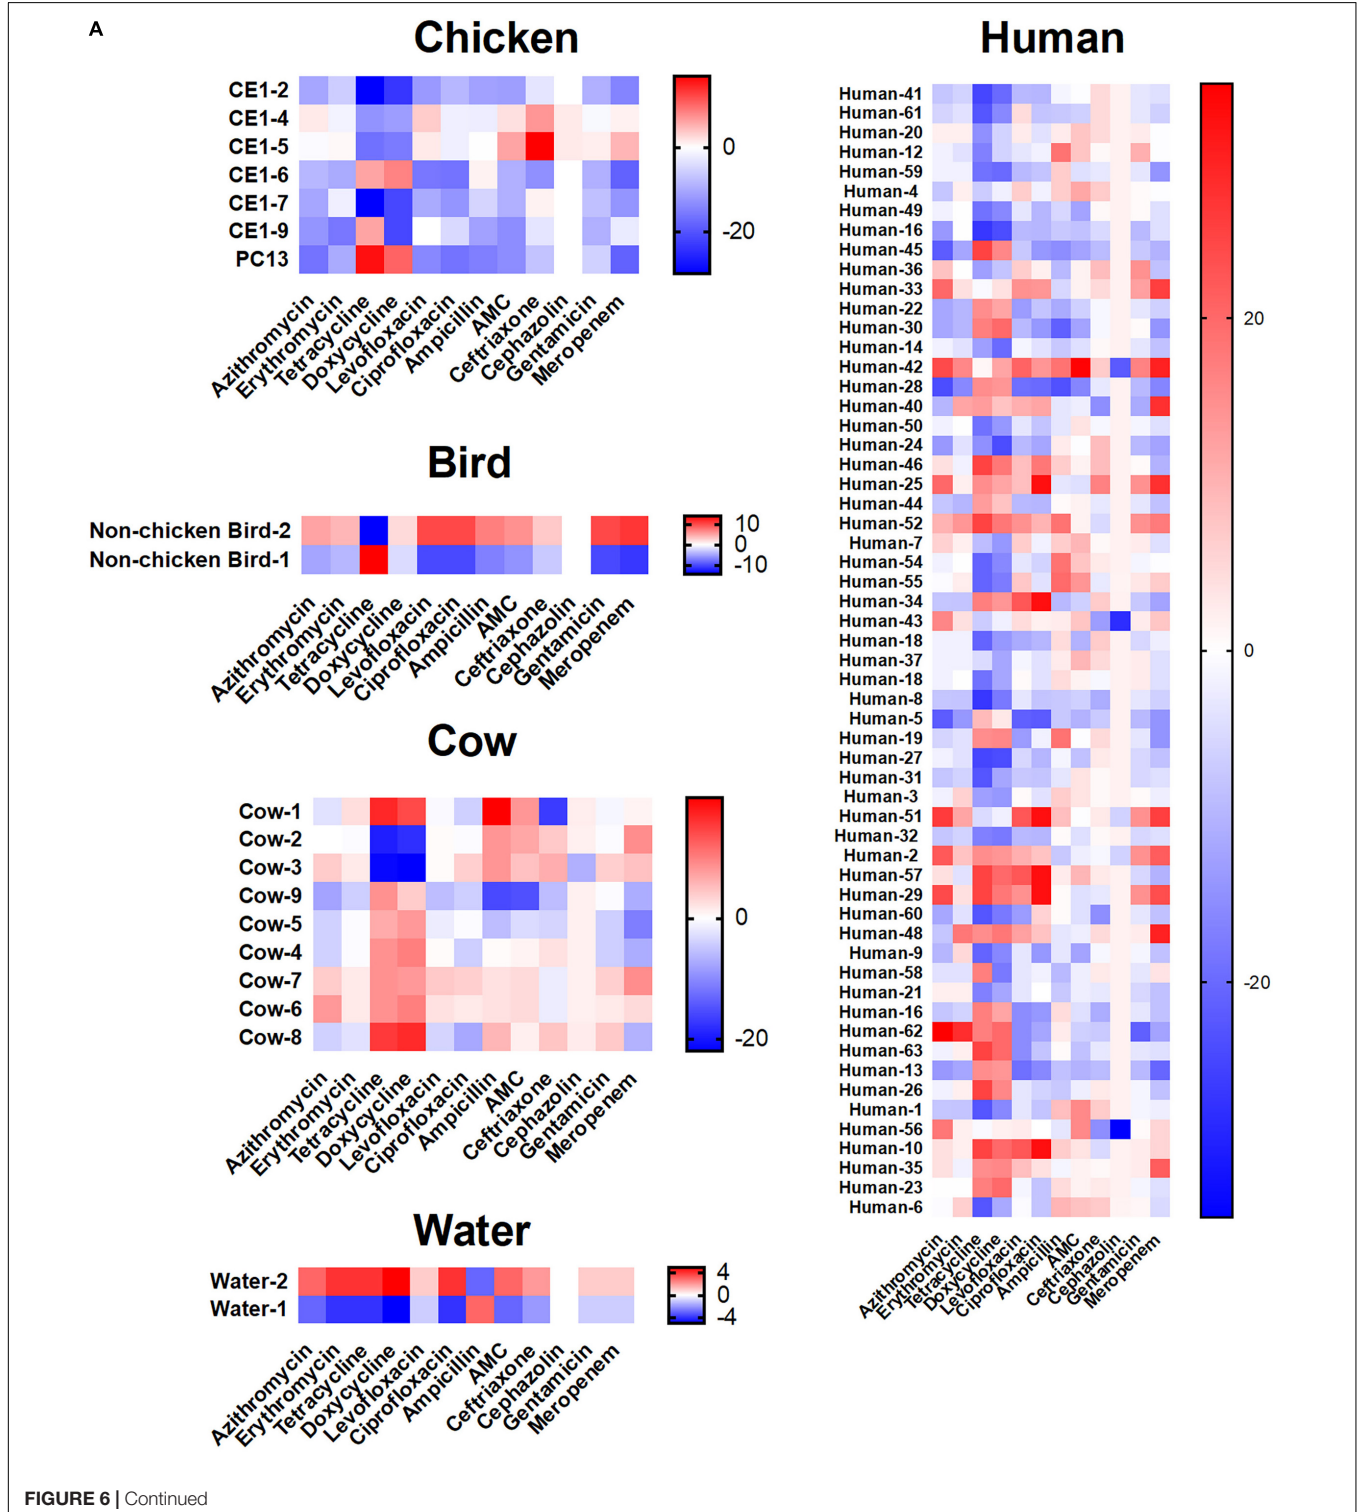 A
Chicken
CE1-2
CE1-4
CE1-5
CE1-6
CE1-7
CE1-9
PC13
0
-20
Azithromycin
Erythromycin
Tetracycline
Doxycycline
Levofloxacin
Ciprofloxacin
Ampicillin
AMC
Ceftriaxone
Cephazolin
Gentamicin
Meropenem
Bird
Non-chicken Bird-2
Non-chicken Bird-1
10
0
-10
Azithromycin
Erythromycin
Tetracycline
Doxycycline
Levofloxacin
Ciprofloxacin
Ampicillin
AMC
Ceftriaxone
Cephazolin
Gentamicin
Meropenem
Cow
Cow-1
Cow-2
Cow-3
Cow-9
Cow-5
Cow-4
Cow-7
Cow-6
Cow-8
0
-20
Azithromycin
Erythromycin
Tetracycline
Doxycycline
Levofloxacin
Ciprofloxacin
Ampicillin
AMC
Ceftriaxone
Cephazolin
Gentamicin
Meropenem
Water
Water-2
Water-1
4
0
-4
Azithromycin
Erythromycin
Tetracycline
Doxycycline
Levofloxacin
Ciprofloxacin
Ampicillin
AMC
Ceftriaxone
Cephazolin
Gentamicin
Meropenem
Human
Human-41
Human-61
Human-20
Human-12
Human-59
Human-4
Human-49
Human-16
Human-45
Human-36
Human-33
Human-22
Human-30
Human-14
Human-42
Human-28
Human-40
Human-50
Human-24
Human-46
Human-25
Human-44
Human-52
Human-7
Human-54
Human-55
Human-34
Human-43
Human-18
Human-37
Human-18
Human-8
Human-5
Human-19
Human-27
Human-31
Human-3
Human-51
Human-32
Human-2
Human-57
Human-29
Human-60
Human-48
Human-9
Human-58
Human-21
Human-16
Human-62
Human-63
Human-13
Human-26
Human-1
Human-56
Human-10
Human-35
Human-23
Human-6
20
0
-20
Azithromycin
Erythromycin
Tetracycline
Doxycycline
Levofloxacin
Ciprofloxacin
Ampicillin
AMC
Ceftriaxone
Cephazolin
Gentamicin
Meropenem
FIGURE 6 | Continued